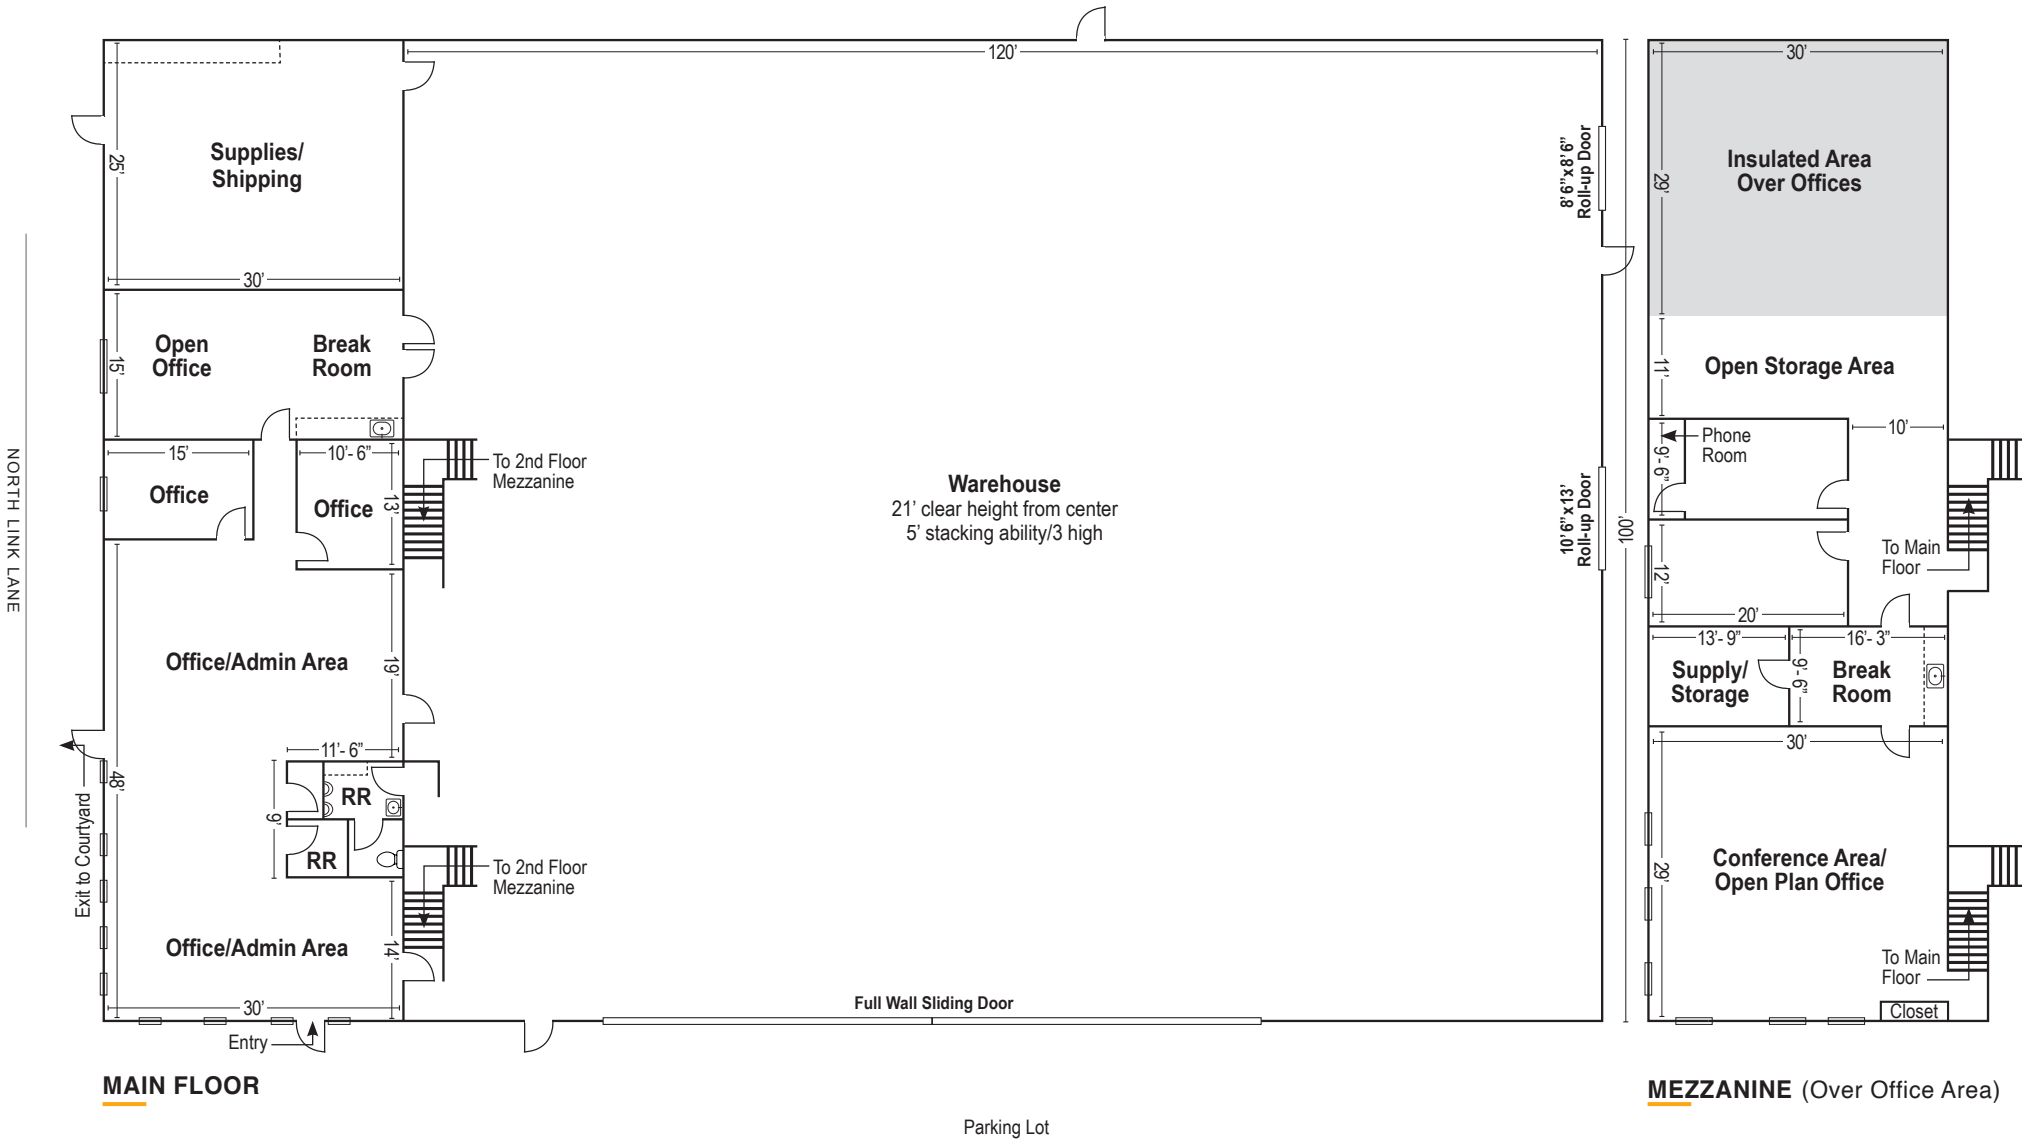 120’
30’
25’
Supplies/
Shipping
30’
8’ 6” x 8’ 6”
Roll-up Door
Insulated Area
Over Offices
29’
Open
Office
Break
Room
15’
Open Storage Area
11’
15’
10’- 6”
Office
Office
13’
To 2nd Floor
Mezzanine
Warehouse
21’ clear height from center
5’ stacking ability/3 high
10’ 6” x 13’
Roll-up Door
100’
10’
Phone
Room
9’- 6”
To Main
Floor
12’
20’
NORTH LINK LANE
Office/Admin Area
19’
13’- 9”
16’- 3”
Supply/
Storage
9’- 6”
Break
Room
11’- 6”
48’
Exit to Courtyard
RR
9’
RR
To 2nd Floor
Mezzanine
30’
Conference Area/
Open Plan Office
29’
Office/Admin Area
14’
To Main
Floor
30’
Full Wall Sliding Door
Closet
Entry
MAIN FLOOR
MEZZANINE (Over Office Area)
Parking Lot